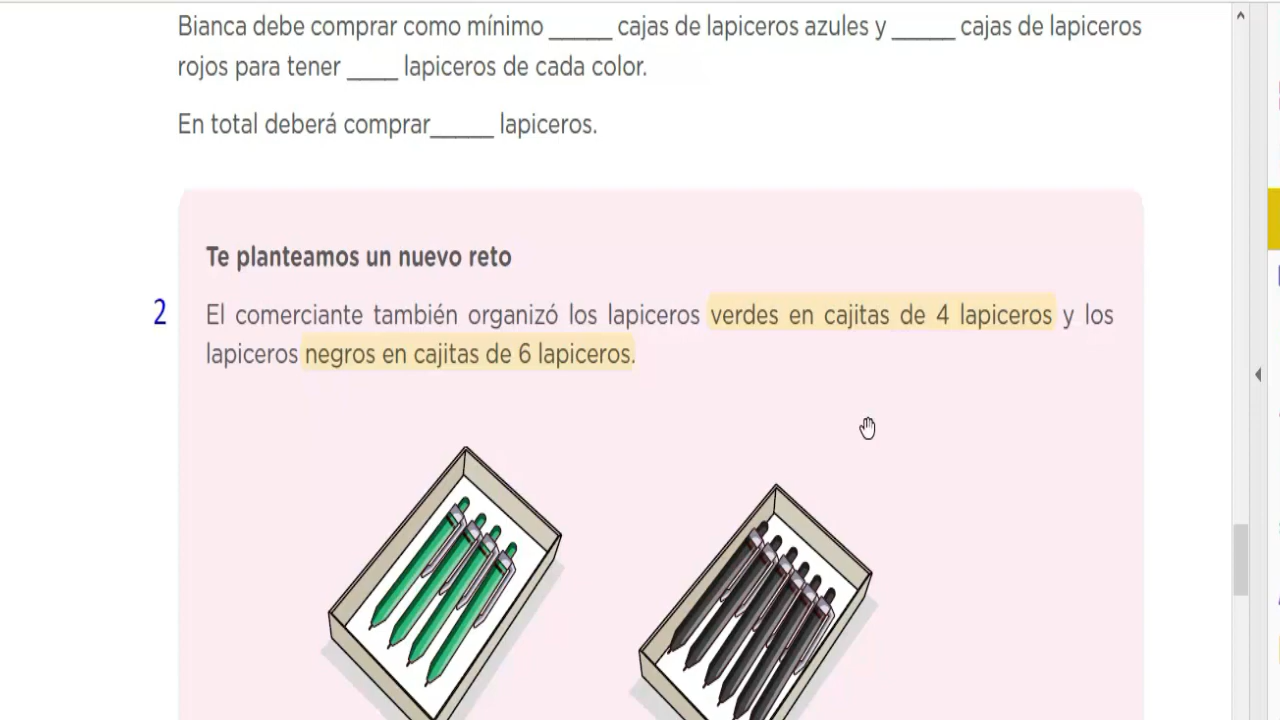 Bianca debe comprar como mínimo _____ cajas de lapiceros azules y _____ cajas de lapiceros
rojos para tener ____ lapiceros de cada color.
En total deberá comprar_____ lapiceros.
Te planteamos un nuevo reto
2 El comerciante también organizó los lapiceros verdes en cajitas de 4 lapiceros y los
lapiceros negros en cajitas de 6 lapiceros.